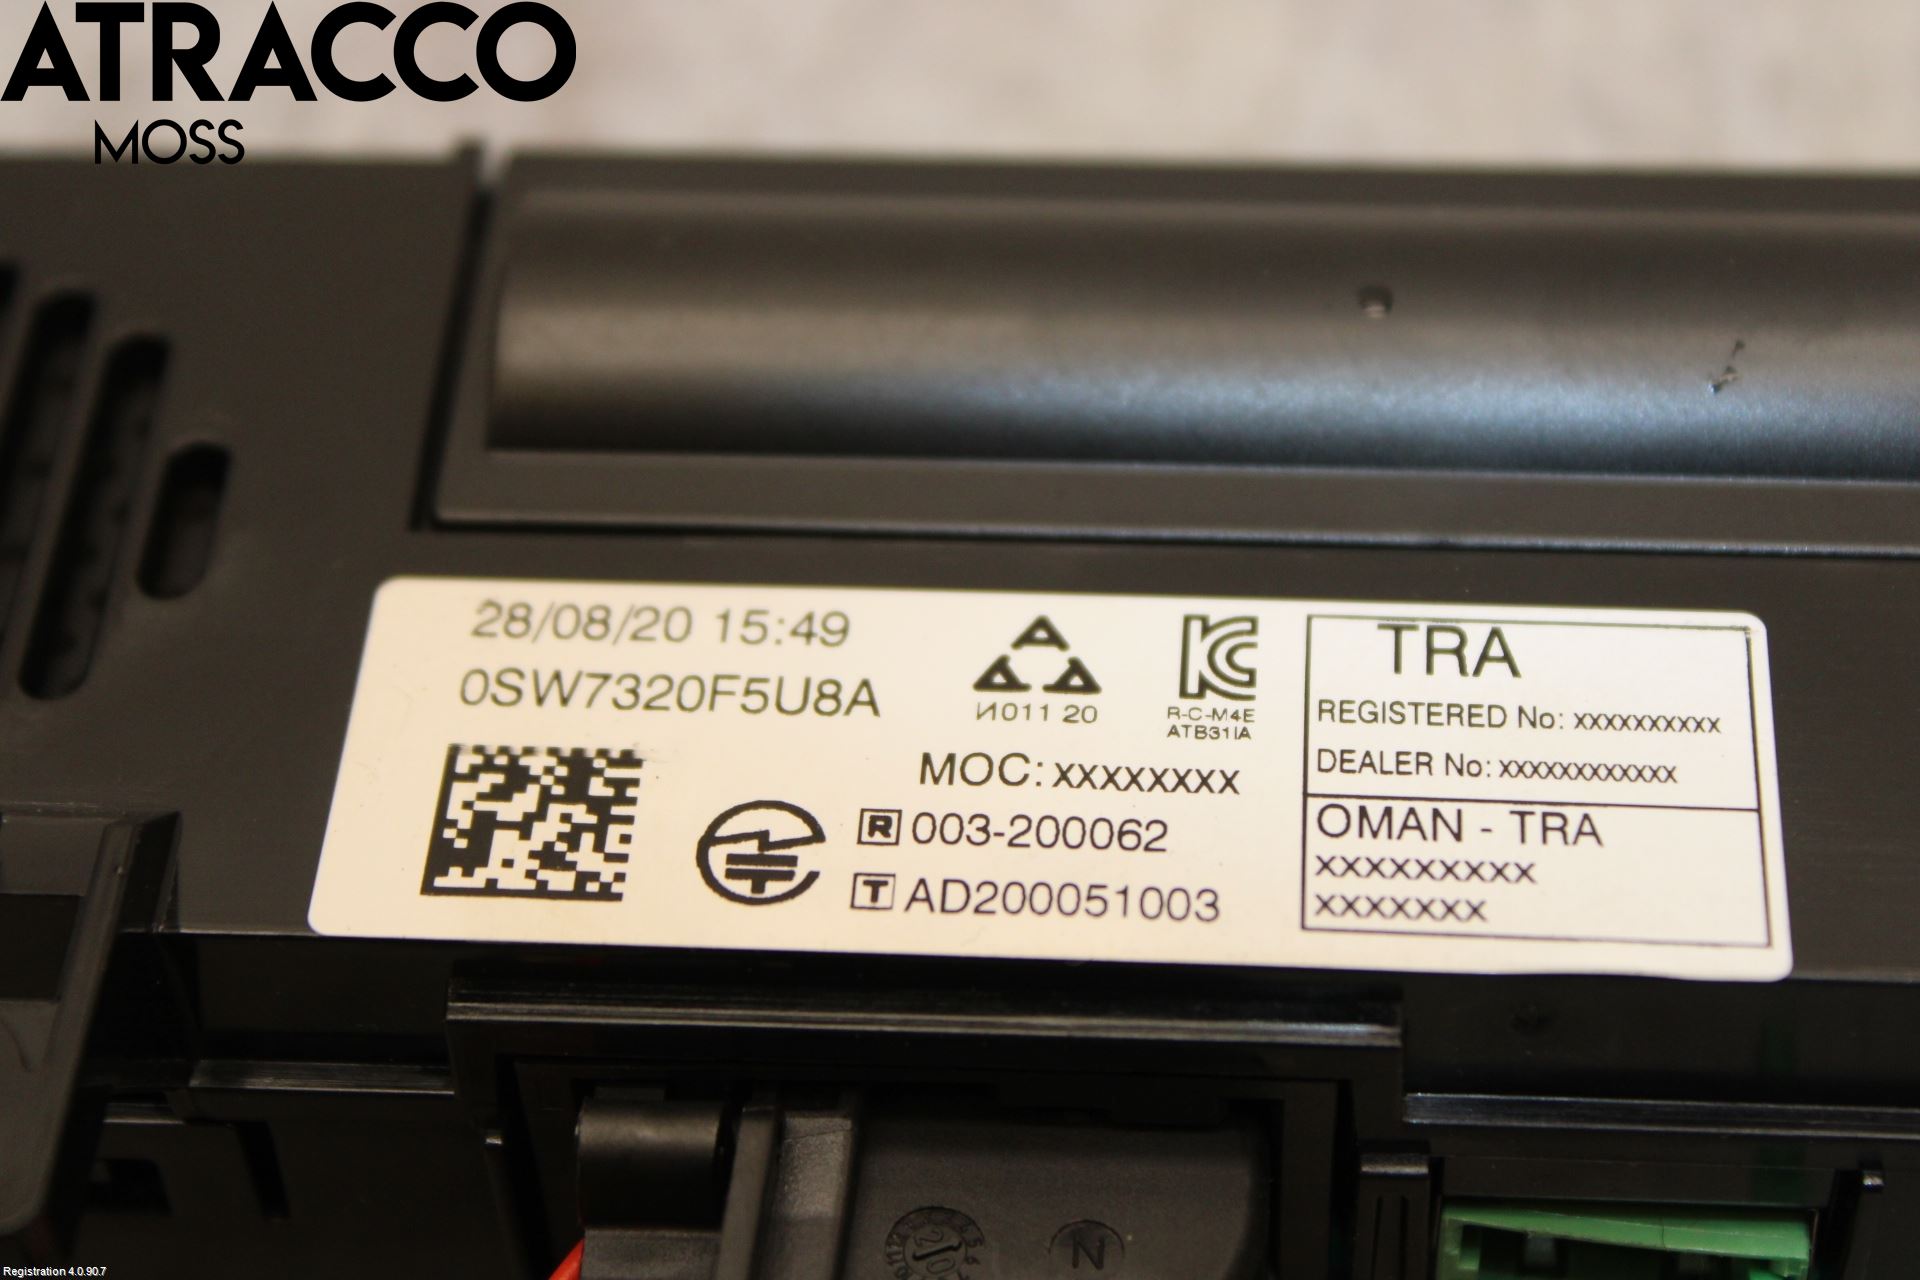 ATRACCO
MOSS
28/08/20 15:49
0SW7320F5U8A
И011 20
R-C-M4E
ATB31IA
MOC: XXXXXXXX
R 003-200062
T AD200051003
TRA
REGISTERED No: XXXXXXXXXX
DEALER No: XXXXXXXXXXXX
OMAN - TRA
XXXXXXXXX
XXXXXXX
20
N
Registration 4.0.90.7